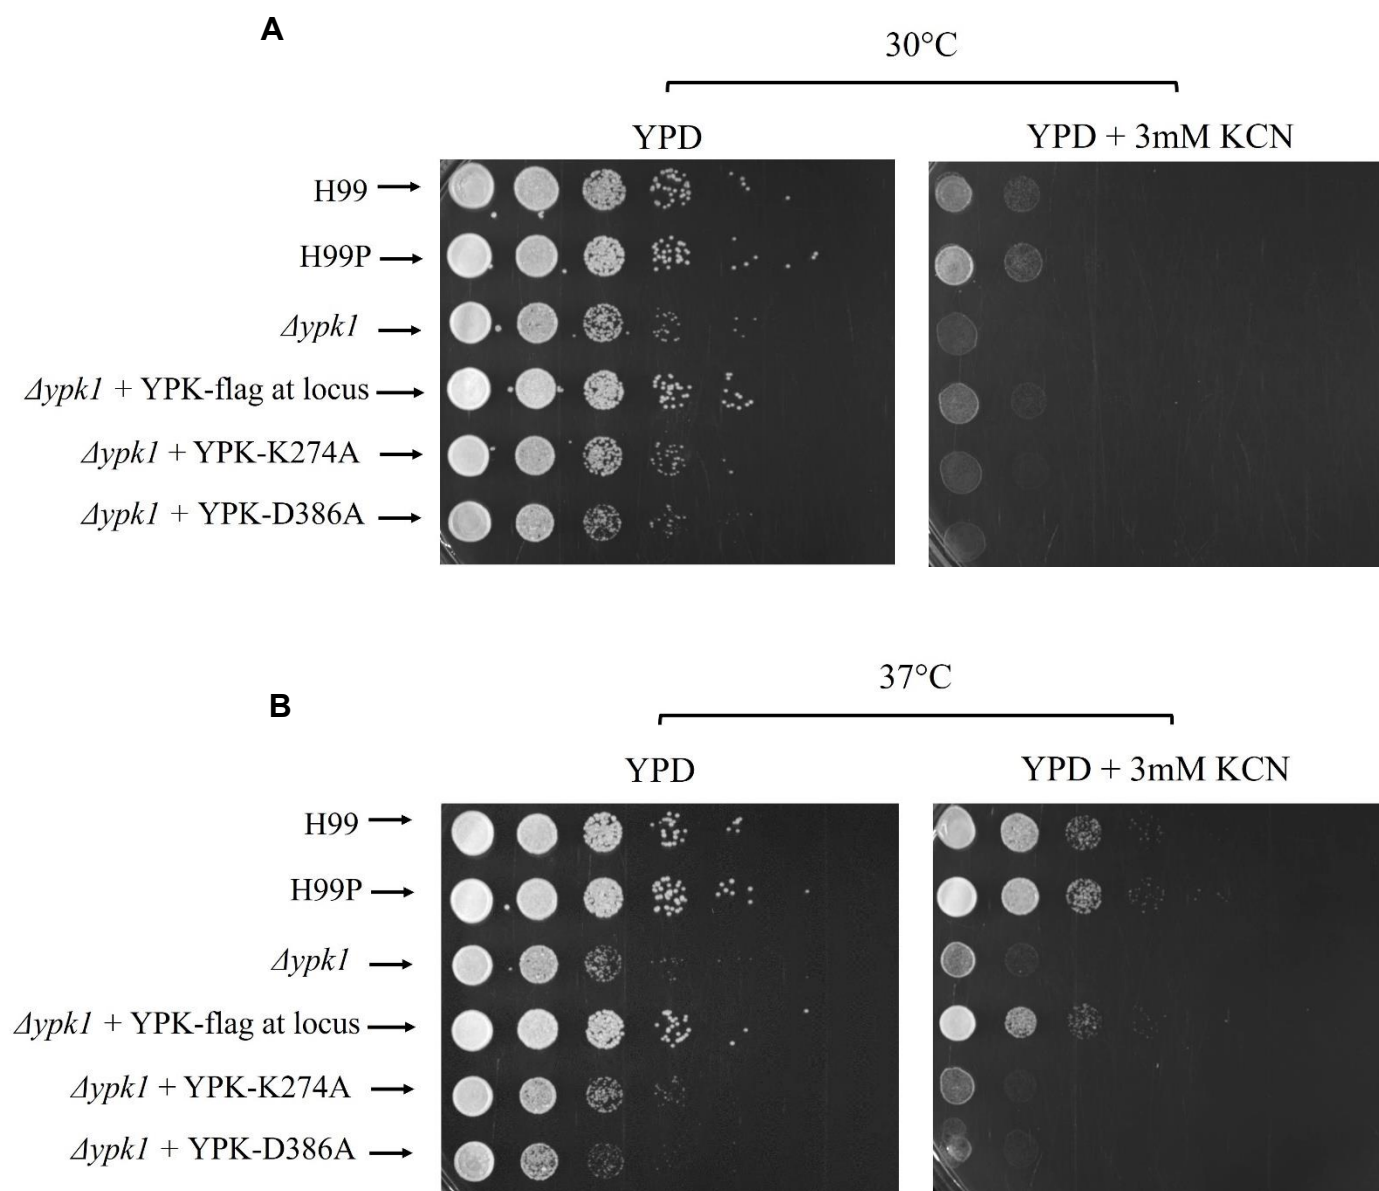 A
30°C
YPD
YPD + 3mM KCN
H99
H99P
Δypk1
Δypk1 + YPK-flag at locus
Δypk1 + YPK-K274A
Δypk1 + YPK-D386A
B
37°C
YPD
YPD + 3mM KCN
H99
H99P
Δypk1
Δypk1 + YPK-flag at locus
Δypk1 + YPK-K274A
Δypk1 + YPK-D386A